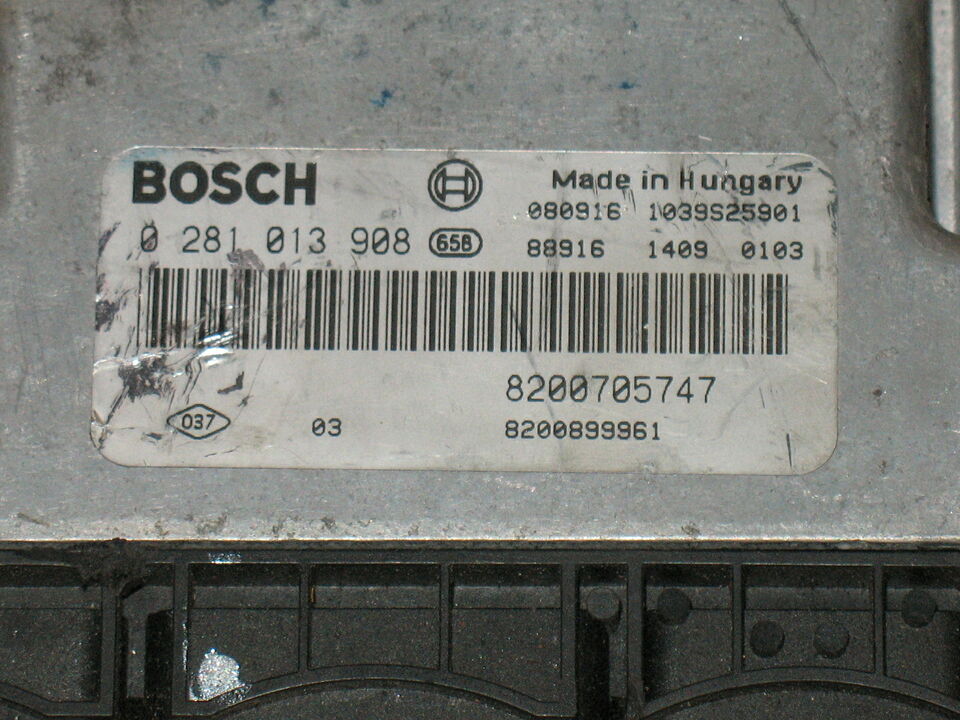 BOSCH
Made in Hungary
080916 1039S25901
0 281 013 908 658
88916 1409 0103
8200705747
037 03
8200899961